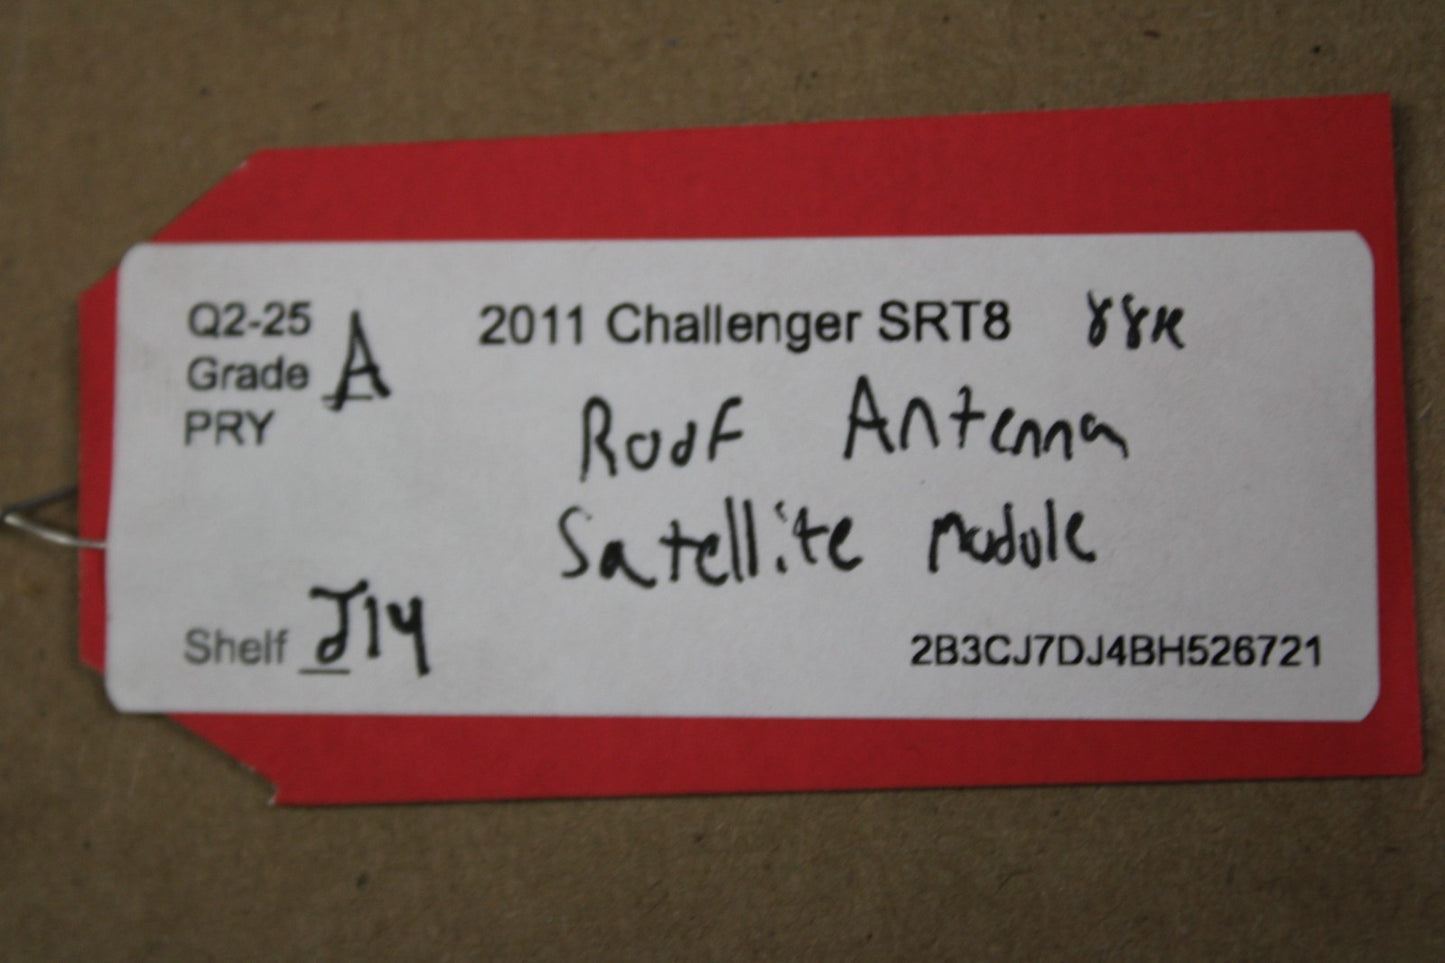 Q2-25 2011 Challenger SRT8 88K
Grade A
PRY
Roof Antenna
Satellite Module
Shelf J14
2B3CJ7DJ4BH526721